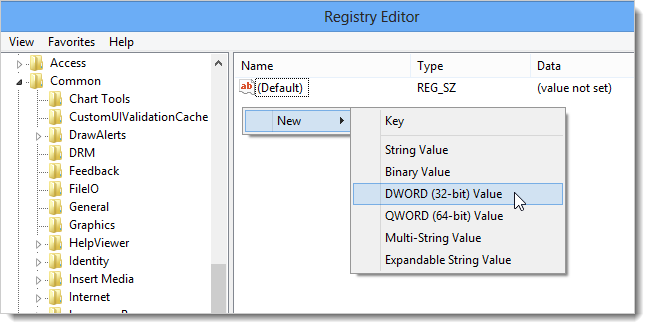 Registry Editor
View Favorites Help
Access
Common
Chart Tools
CustomUIValidationCache
DrawAlerts
DRM
Feedback
FileIO
General
Graphics
HelpViewer
Identity
Insert Media
Internet
Name Type Data
ab (Default) REG_SZ (value not set)
New
Key
String Value
Binary Value
DWORD (32-bit) Value
QWORD (64-bit) Value
Multi-String Value
Expandable String Value